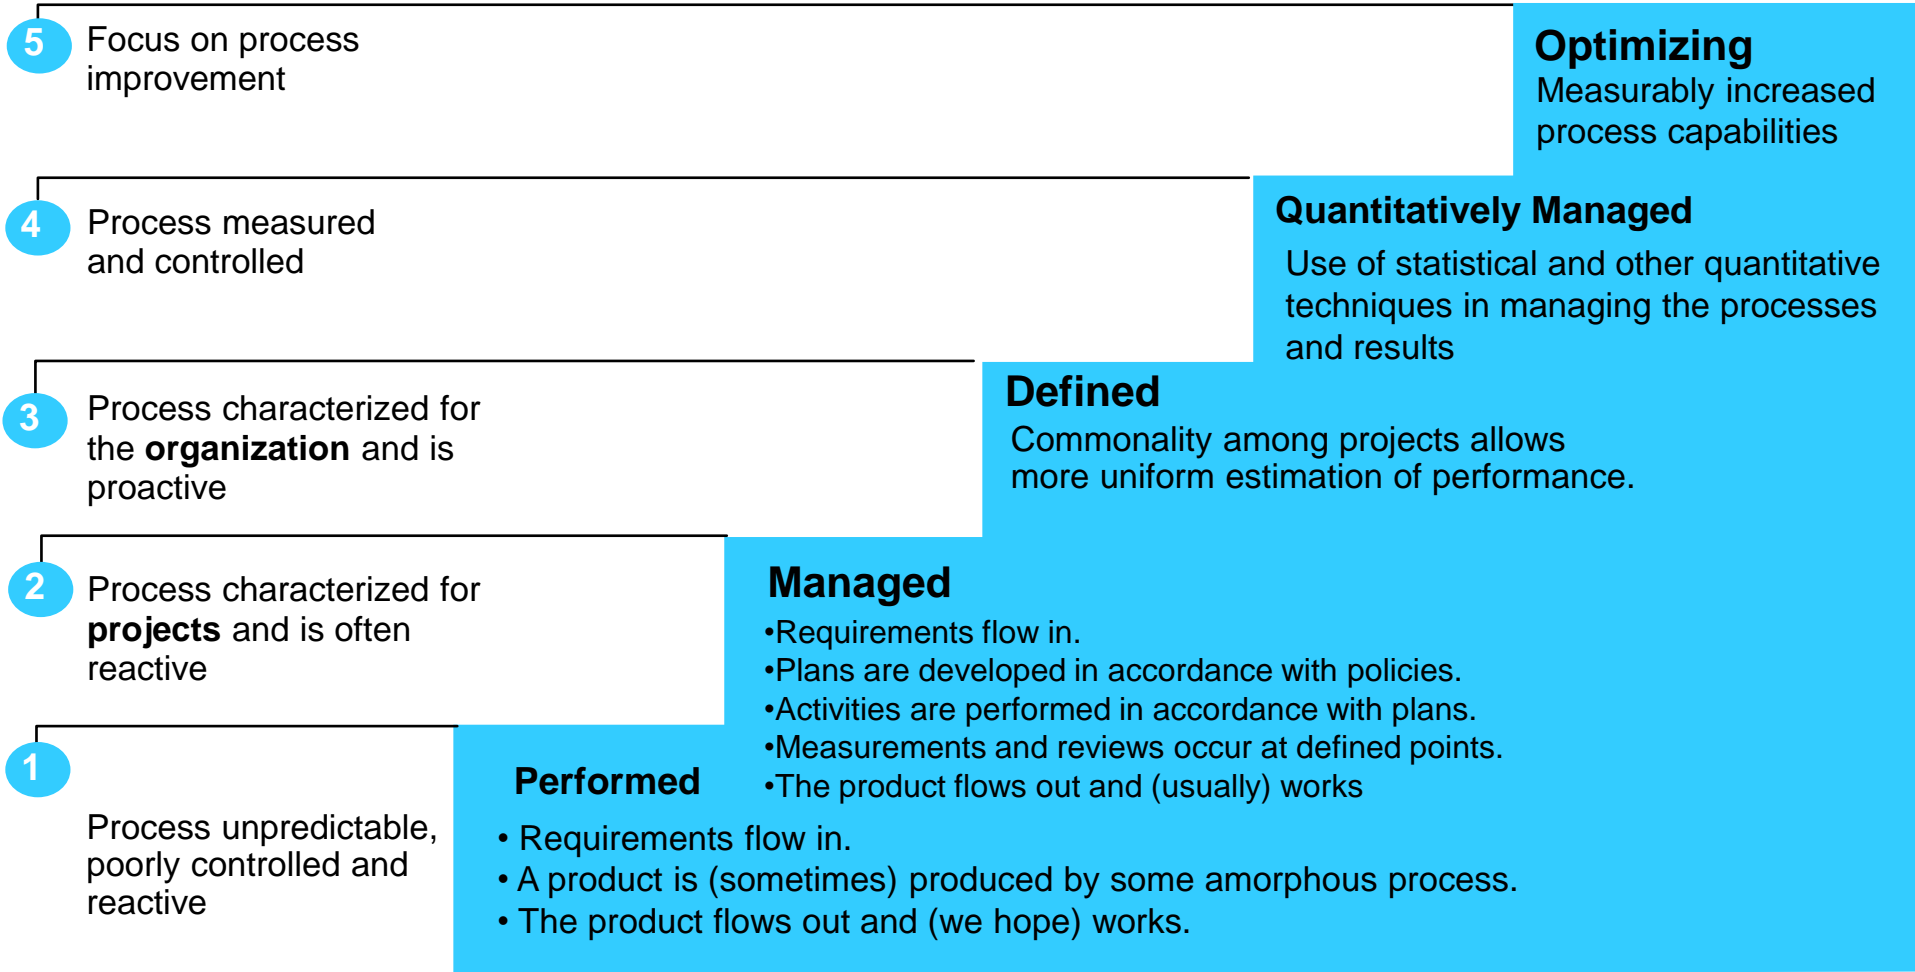 5
Focus on process
improvement
Optimizing
Measurably increased
process capabilities
4
Process measured
and controlled
Quantitatively Managed
Use of statistical and other quantitative
techniques in managing the processes
and results
3
Process characterized for
the organization and is
proactive
Defined
Commonality among projects allows
more uniform estimation of performance.
2
Process characterized for
projects and is often
reactive
Managed
•Requirements flow in.
•Plans are developed in accordance with policies.
•Activities are performed in accordance with plans.
•Measurements and reviews occur at defined points.
•The product flows out and (usually) works
1
Process unpredictable,
poorly controlled and
reactive
Performed
• Requirements flow in.
• A product is (sometimes) produced by some amorphous process.
• The product flows out and (we hope) works.